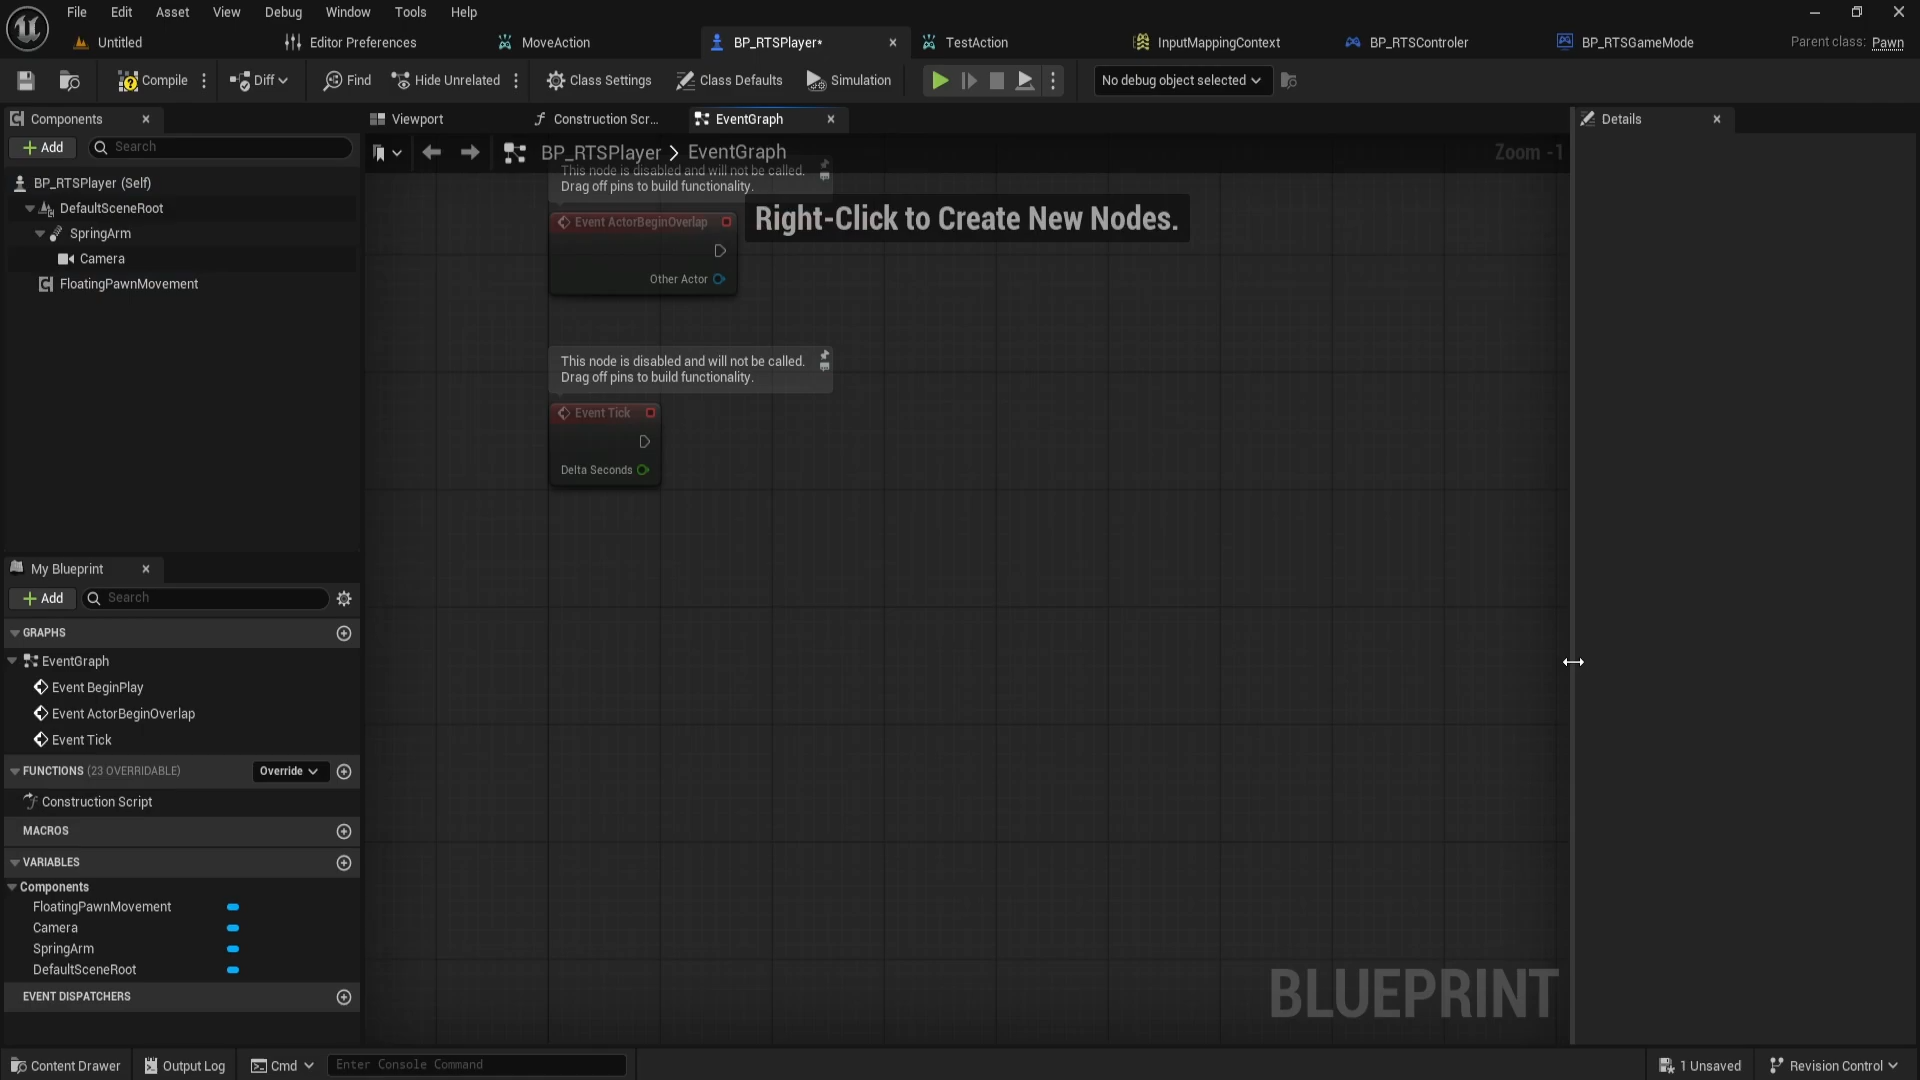 File Edit Asset View Debug Window Tools Help
Untitled Editor Preferences MoveAction BP_RTSPlayer* TestAction InputMappingContext BP_RTSControler BP_RTSGameMode Parent class: Pawn
Compile Diff Find Hide Unrelated Class Settings Class Defaults Simulation No debug object selected
Components
Add Search
BP_RTSPlayer (Self)
DefaultSceneRoot
SpringArm
Camera
FloatingPawnMovement
My Blueprint
Add Search
GRAPHS
EventGraph
Event BeginPlay
Event ActorBeginOverlap
Event Tick
FUNCTIONS (23 OVERRIDABLE) Override
Construction Script
MACROS
VARIABLES
Components
FloatingPawnMovement
Camera
SpringArm
DefaultSceneRoot
EVENT DISPATCHERS
Viewport Construction Scr... EventGraph
BP_RTSPlayer > EventGraph Zoom -1
This node is disabled and will not be called.
Drag off pins to build functionality.
Event ActorBeginOverlap
Other Actor
Right-Click to Create New Nodes.
This node is disabled and will not be called.
Drag off pins to build functionality.
Event Tick
Delta Seconds
BLUEPRINT
Details
Content Drawer Output Log Cmd Enter Console Command 1 Unsaved Revision Control